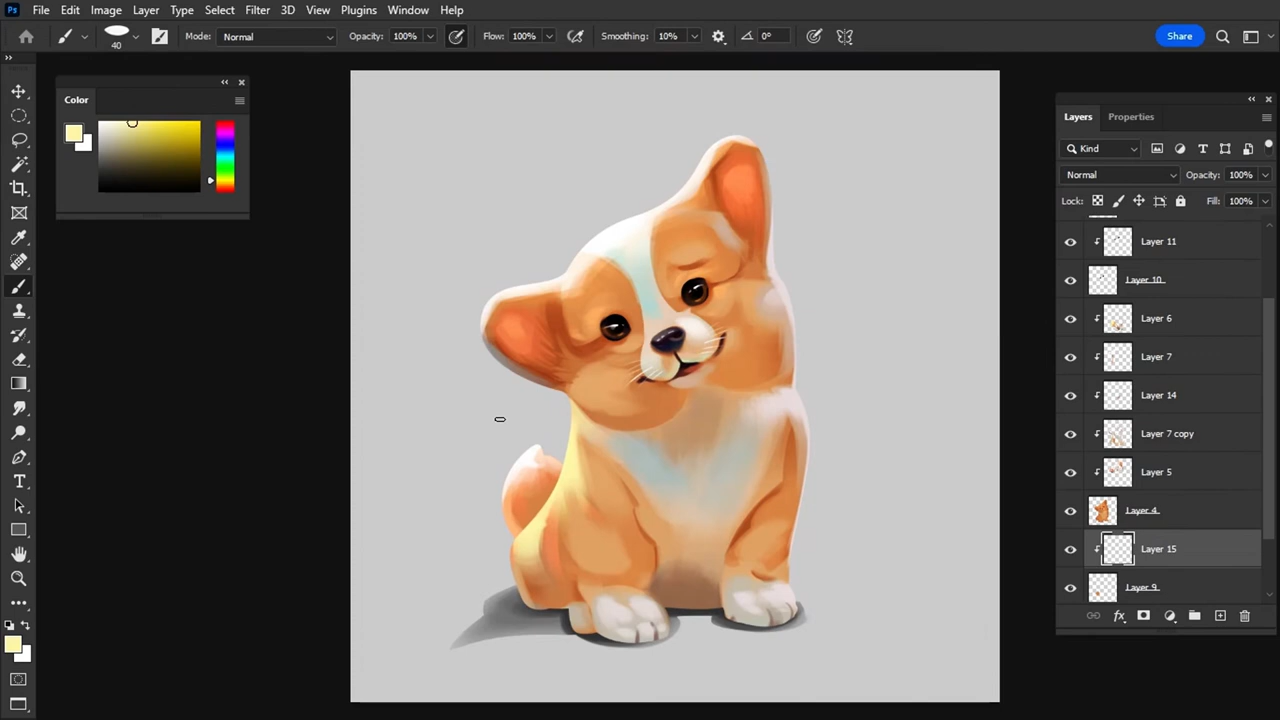 Ps File Edit Image Layer Type Select Filter 3D View Plugins Window Help
40 Mode: Normal Opacity: 100% Flow: 100% Smoothing: 10% 0° Share
Color
Layers Properties
Kind
Normal Opacity: 100%
Lock: Fill: 100%
Layer 11
Layer 10
Layer 6
Layer 7
Layer 14
Layer 7 copy
Layer 5
Layer 4
Layer 15
Layer 9